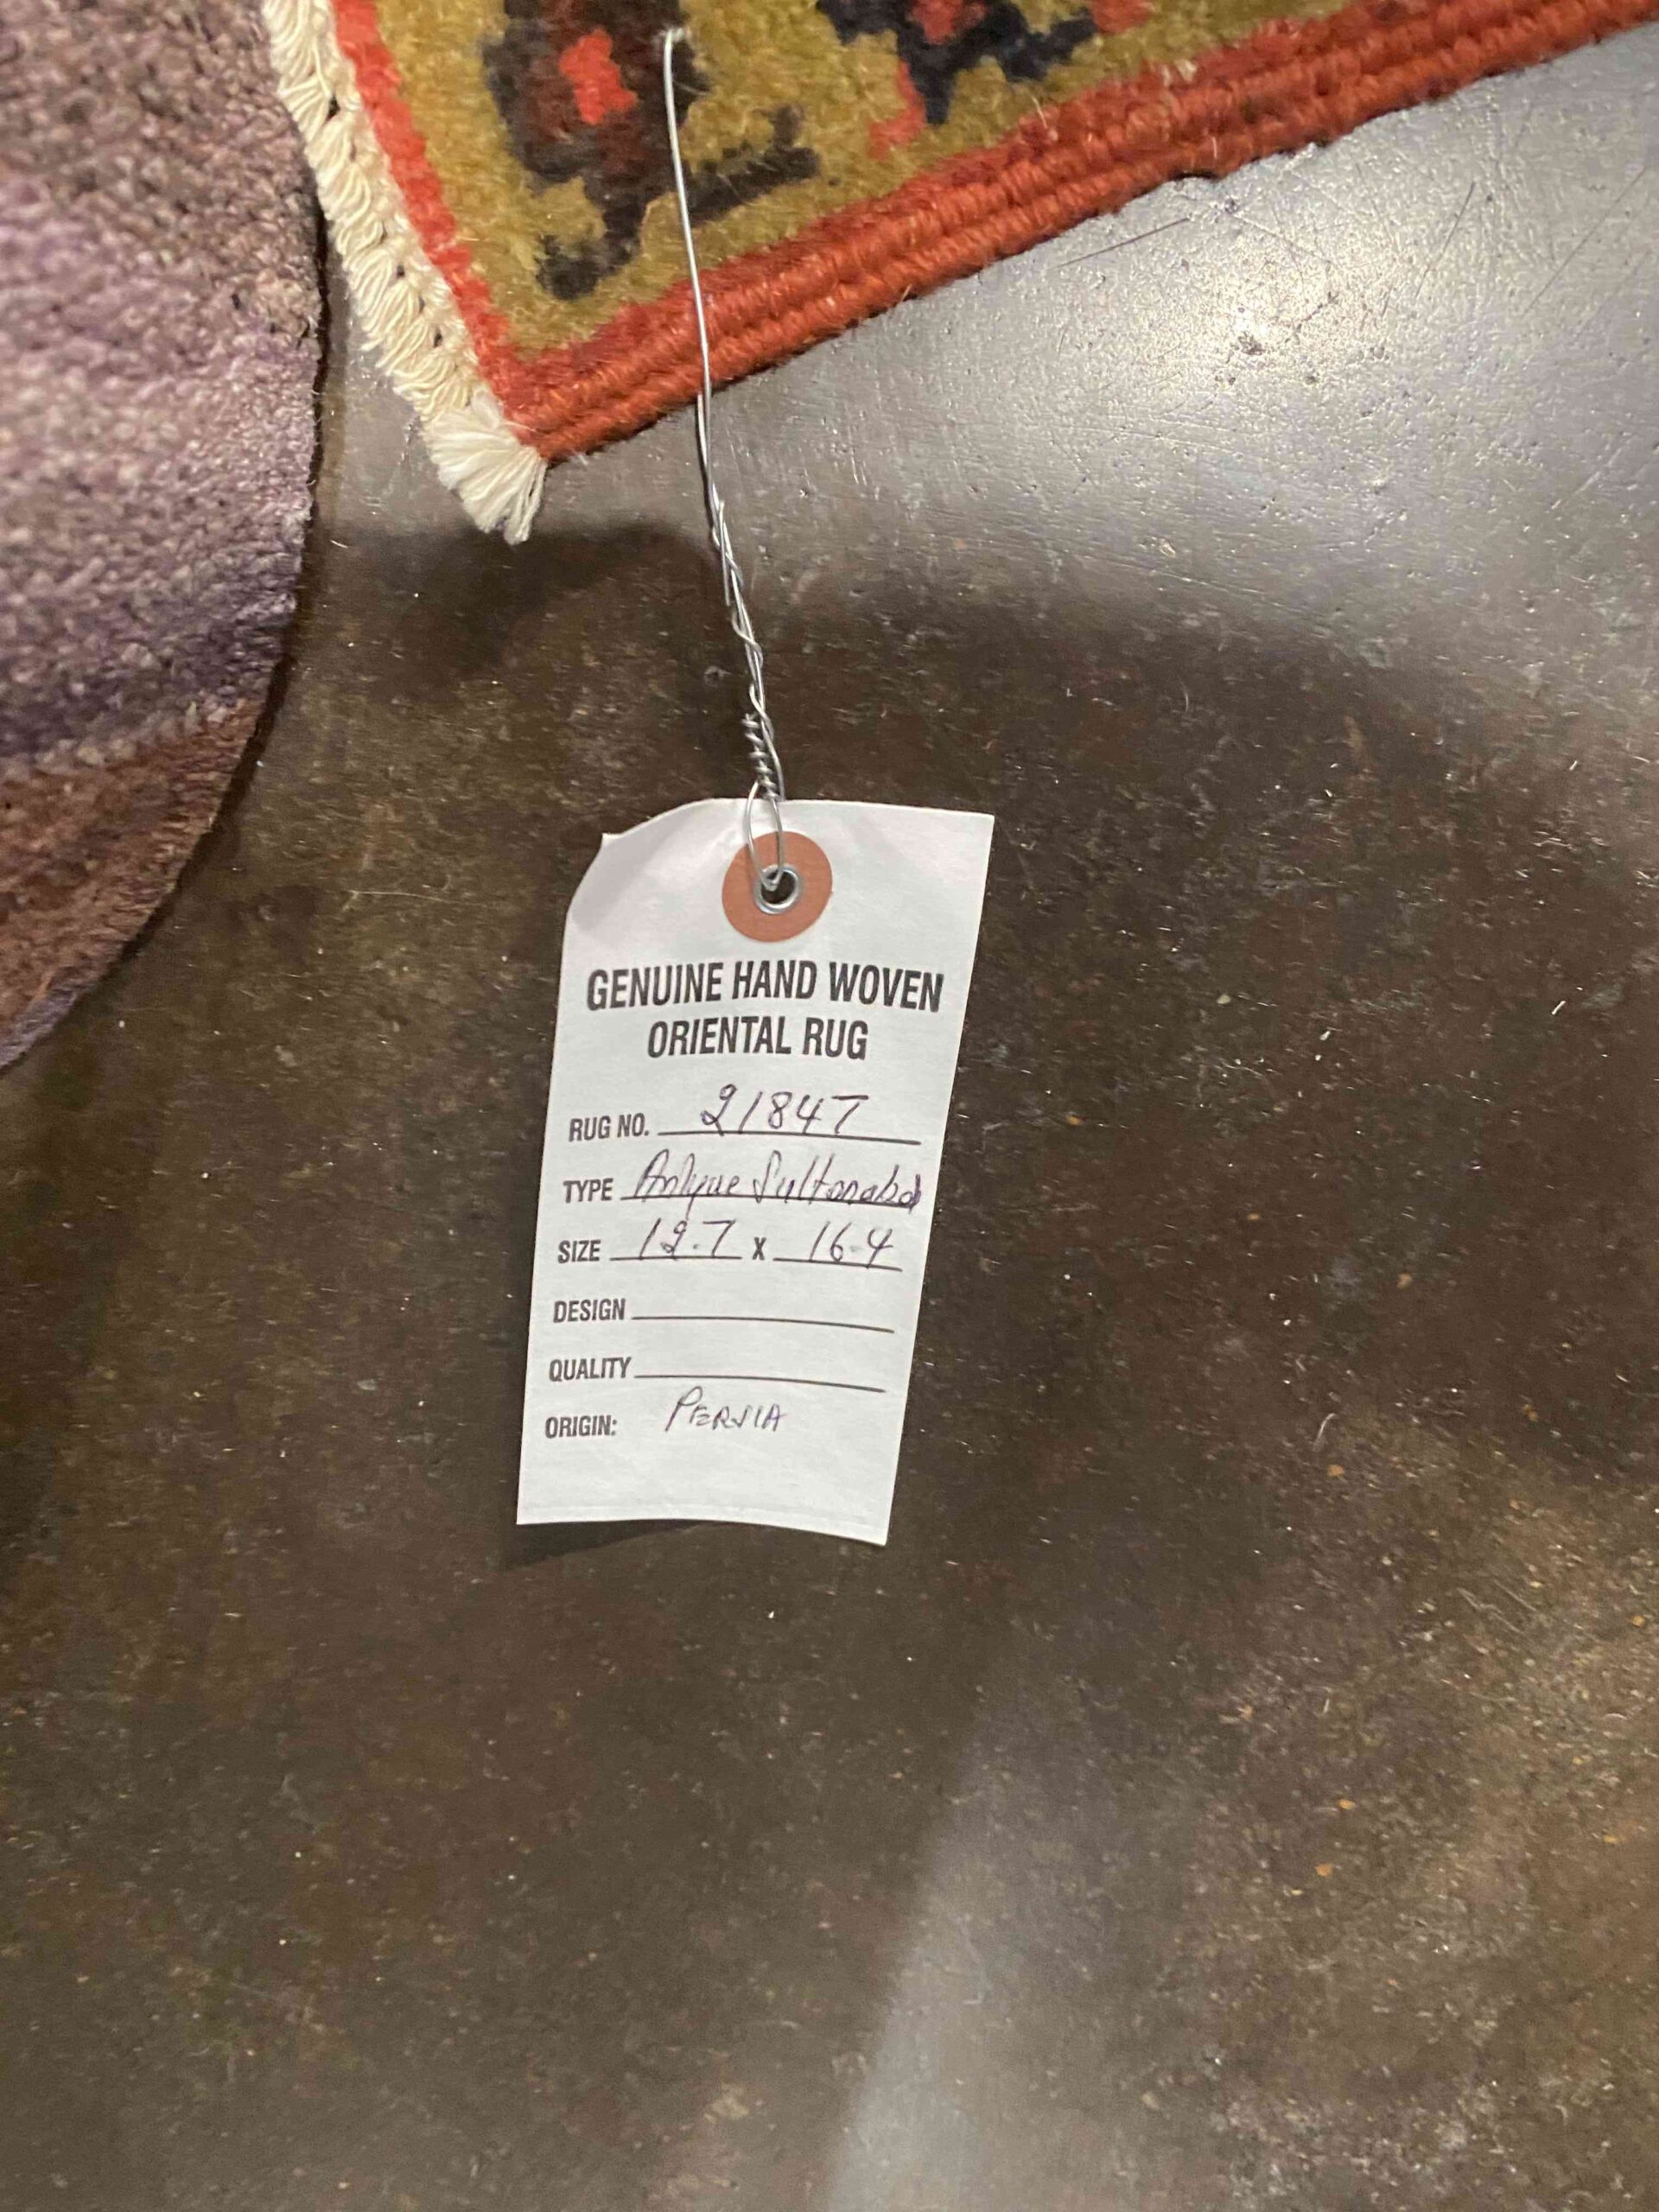 GENUINE HAND WOVEN
ORIENTAL RUG
RUG NO. 21847
TYPE Antique Sultanabad
SIZE 12.7 x 16.4
DESIGN
QUALITY
ORIGIN: PERSIA